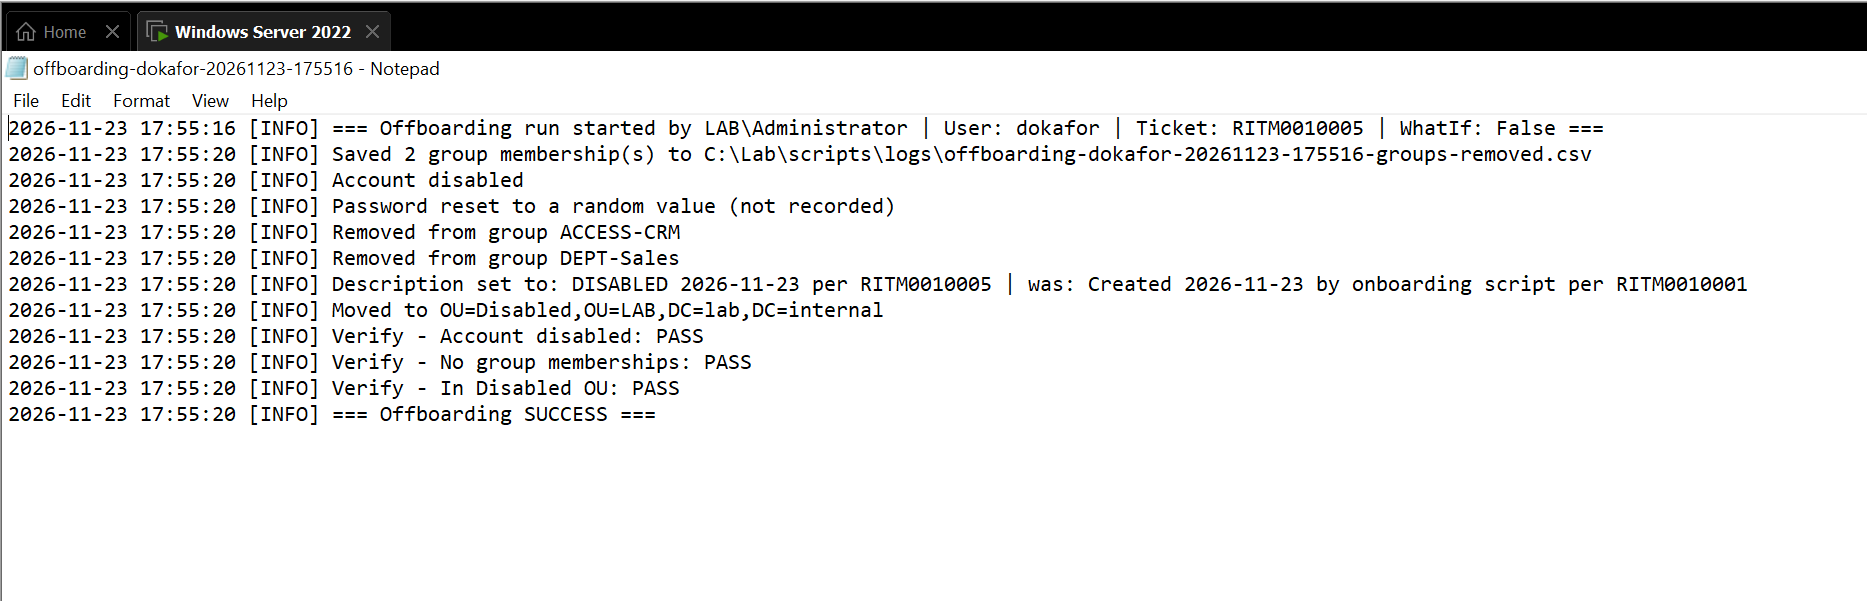 Home
Windows Server 2022
offboarding-dokafor-20261123-175516 - Notepad
File Edit Format View Help
2026-11-23 17:55:16 [INFO] === Offboarding run started by LAB\Administrator | User: dokafor | Ticket: RITM0010005 | WhatIf: False ===
2026-11-23 17:55:20 [INFO] Saved 2 group membership(s) to C:\Lab\scripts\logs\offboarding-dokafor-20261123-175516-groups-removed.csv
2026-11-23 17:55:20 [INFO] Account disabled
2026-11-23 17:55:20 [INFO] Password reset to a random value (not recorded)
2026-11-23 17:55:20 [INFO] Removed from group ACCESS-CRM
2026-11-23 17:55:20 [INFO] Removed from group DEPT-Sales
2026-11-23 17:55:20 [INFO] Description set to: DISABLED 2026-11-23 per RITM0010005 | was: Created 2026-11-23 by onboarding script per RITM0010001
2026-11-23 17:55:20 [INFO] Moved to OU=Disabled,OU=LAB,DC=lab,DC=internal
2026-11-23 17:55:20 [INFO] Verify - Account disabled: PASS
2026-11-23 17:55:20 [INFO] Verify - No group memberships: PASS
2026-11-23 17:55:20 [INFO] Verify - In Disabled OU: PASS
2026-11-23 17:55:20 [INFO] === Offboarding SUCCESS ===